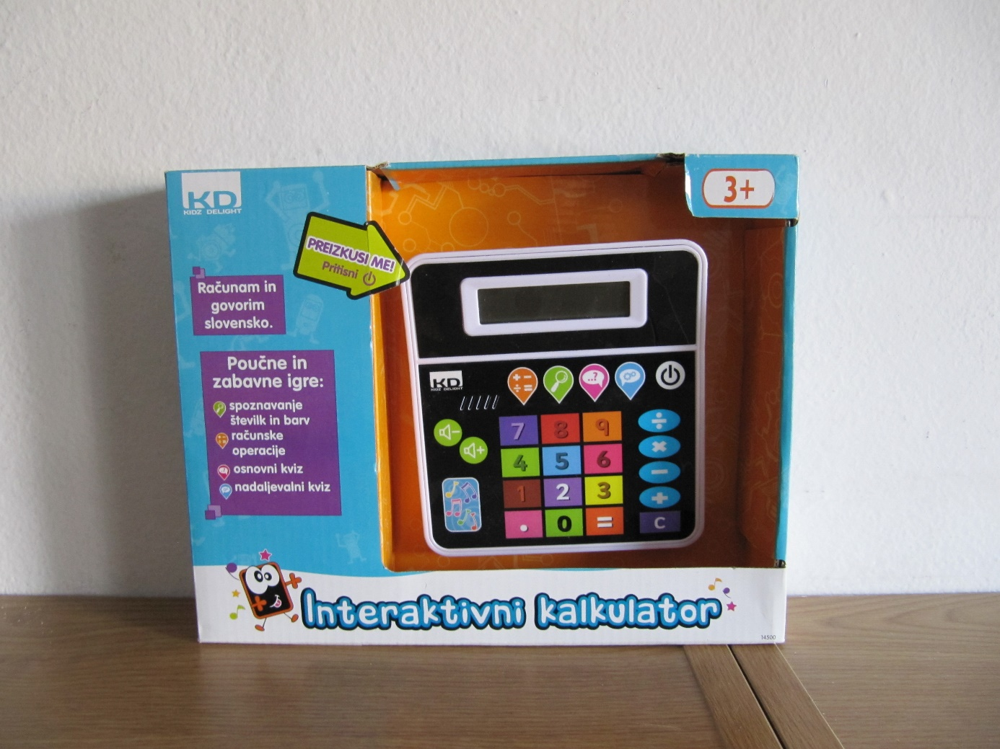 KD
KIDZ DELIGHT
3+
PREIZKUSI ME!
Pritisni
Računam in
govorim
slovensko.
Poučne in
zabavne igre:
spoznavanje
številk in barv
računske
operacije
osnovni kviz
nadaljevalni kviz
KD
KIDZ DELIGHT
+ -
÷ =
..?
÷
- +
7 8 9 ×
4 5 6 -
1 2 3 +
. 0 = C
Interaktivni kalkulator
14500